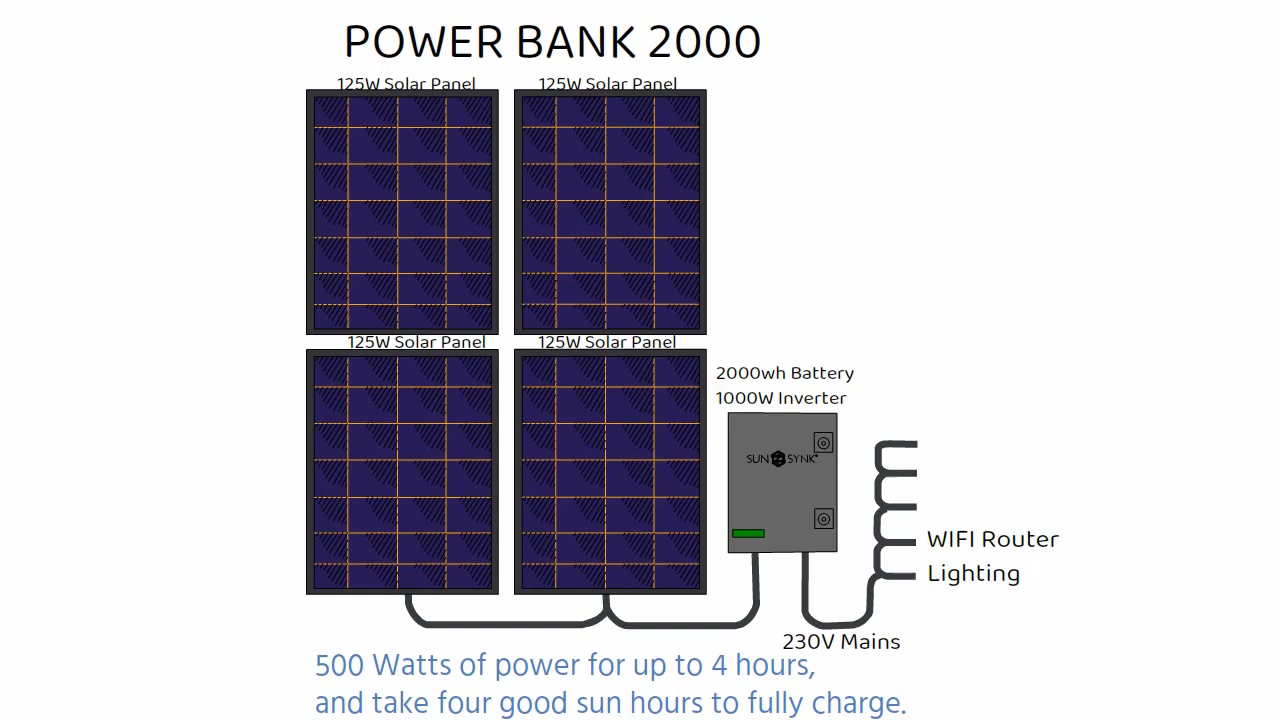 POWER BANK 2000
125W Solar Panel
125W Solar Panel
125W Solar Panel
125W Solar Panel
2000wh Battery
1000W Inverter
SUN SYNK
WIFI Router
Lighting
230V Mains
500 Watts of power for up to 4 hours,
and take four good sun hours to fully charge.